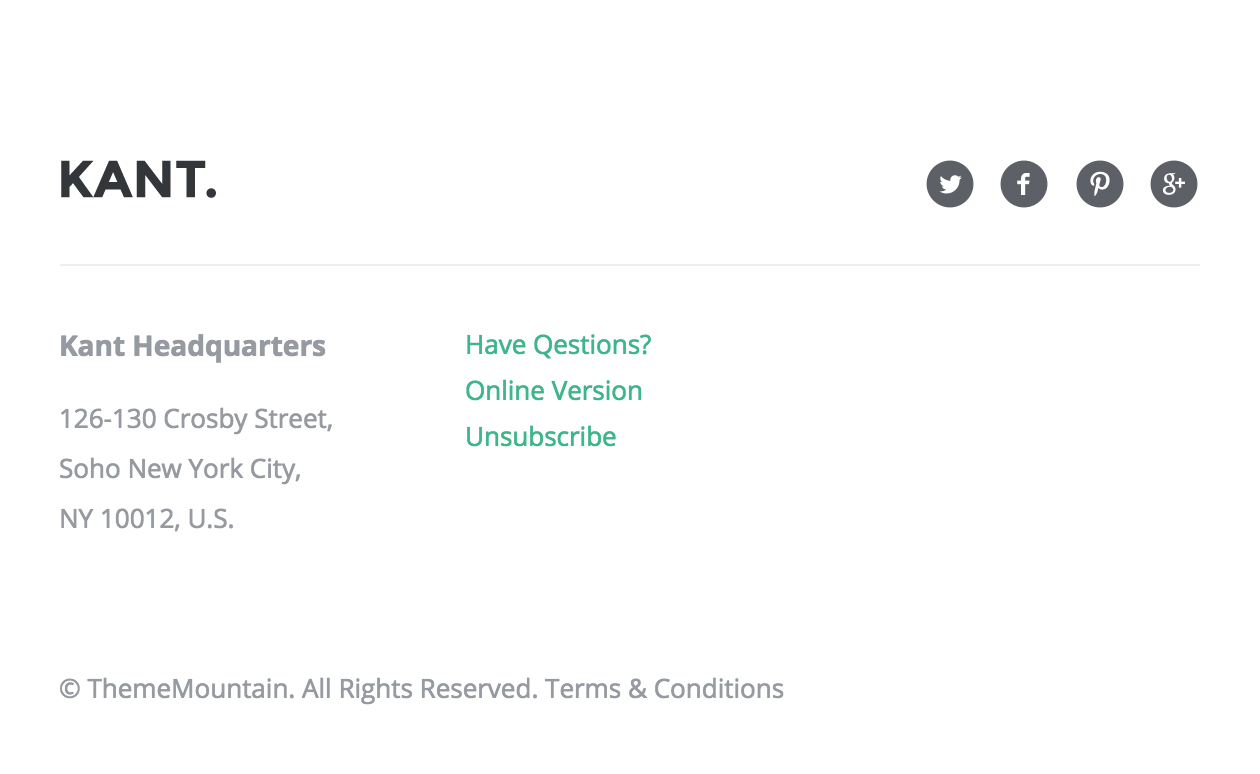 KANT.
Kant Headquarters
126-130 Crosby Street,
Soho New York City,
NY 10012, U.S.
Have Qestions?
Online Version
Unsubscribe
© ThemeMountain. All Rights Reserved. Terms & Conditions